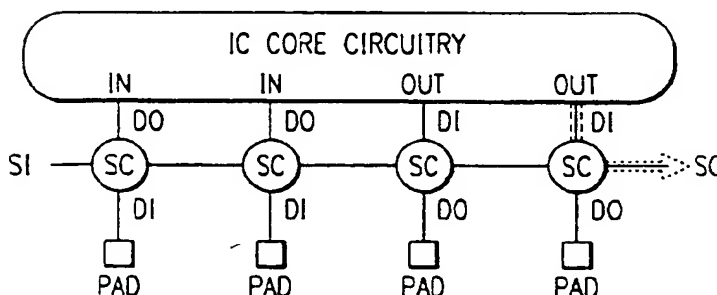 IC CORE CIRCUITRY
IN IN OUT OUT
DO DO DI DI
SI SC SC SC SC SO
DI DI DO DO
PAD PAD PAD PAD